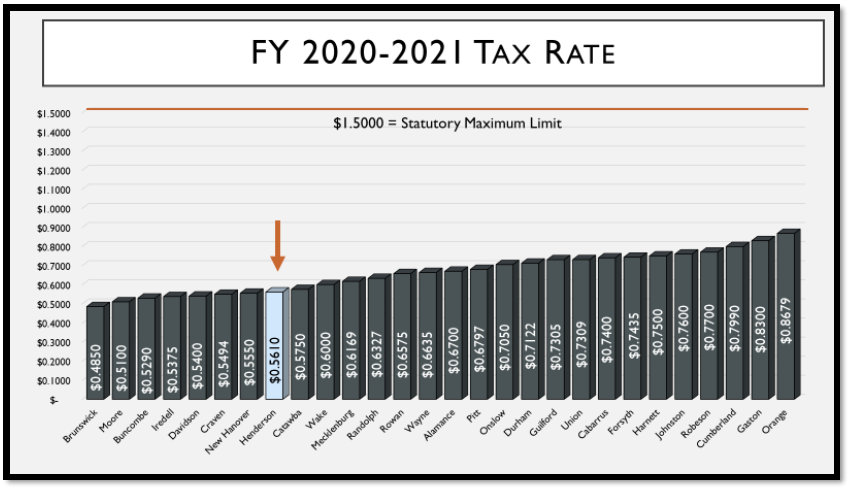 FY 2020-2021 TAX RATE
$1.5000 = Statutory Maximum Limit
$1.5000
$1.4000
$1.3000
$1.2000
$1.1000
$1.0000
$0.9000
$0.8000
$0.7000
$0.6000
$0.5000
$0.4000
$0.3000
$0.2000
$0.1000
$-
$0.4850
$0.5100
$0.5290
$0.5375
$0.5400
$0.5494
$0.5550
$0.5610
$0.5750
$0.6000
$0.6169
$0.6327
$0.6575
$0.6635
$0.6700
$0.6797
$0.7050
$0.7122
$0.7305
$0.7309
$0.7400
$0.7435
$0.7500
$0.7600
$0.7700
$0.7990
$0.8300
$0.8679
Brunswick
Moore
Buncombe
Iredell
Davidson
Craven
New Hanover
Henderson
Catawba
Wake
Mecklenburg
Randolph
Rowan
Wayne
Alamance
Pitt
Onslow
Durham
Guilford
Union
Cabarrus
Forsyth
Harnett
Johnston
Robeson
Cumberland
Gaston
Orange